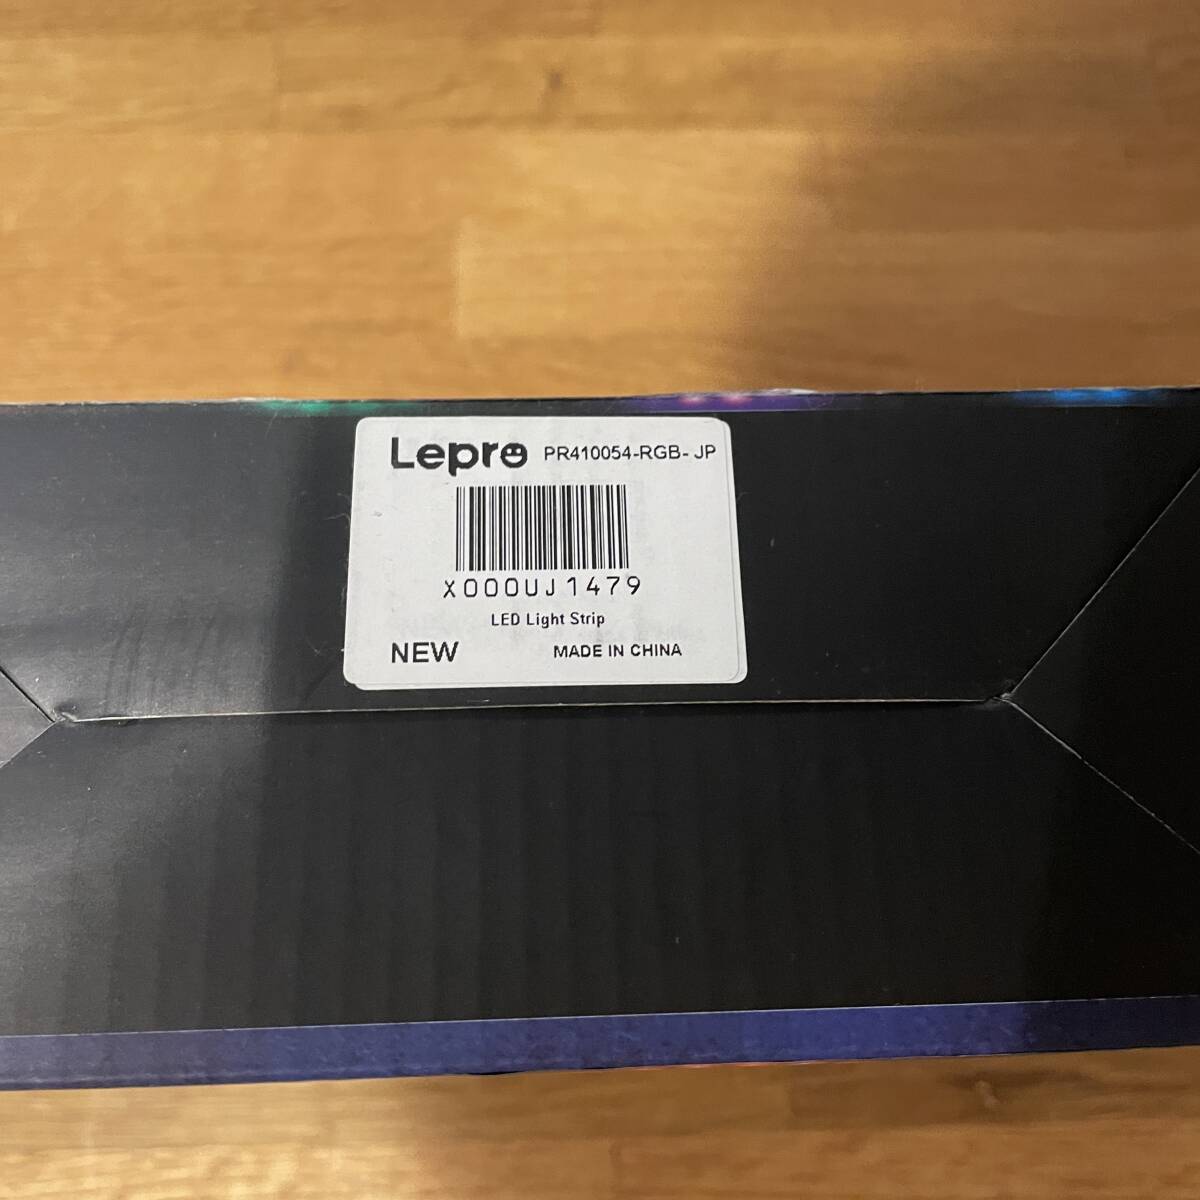 Lepro PR410054-RGB- JP
X000UJ1479
LED Light Strip
NEW MADE IN CHINA